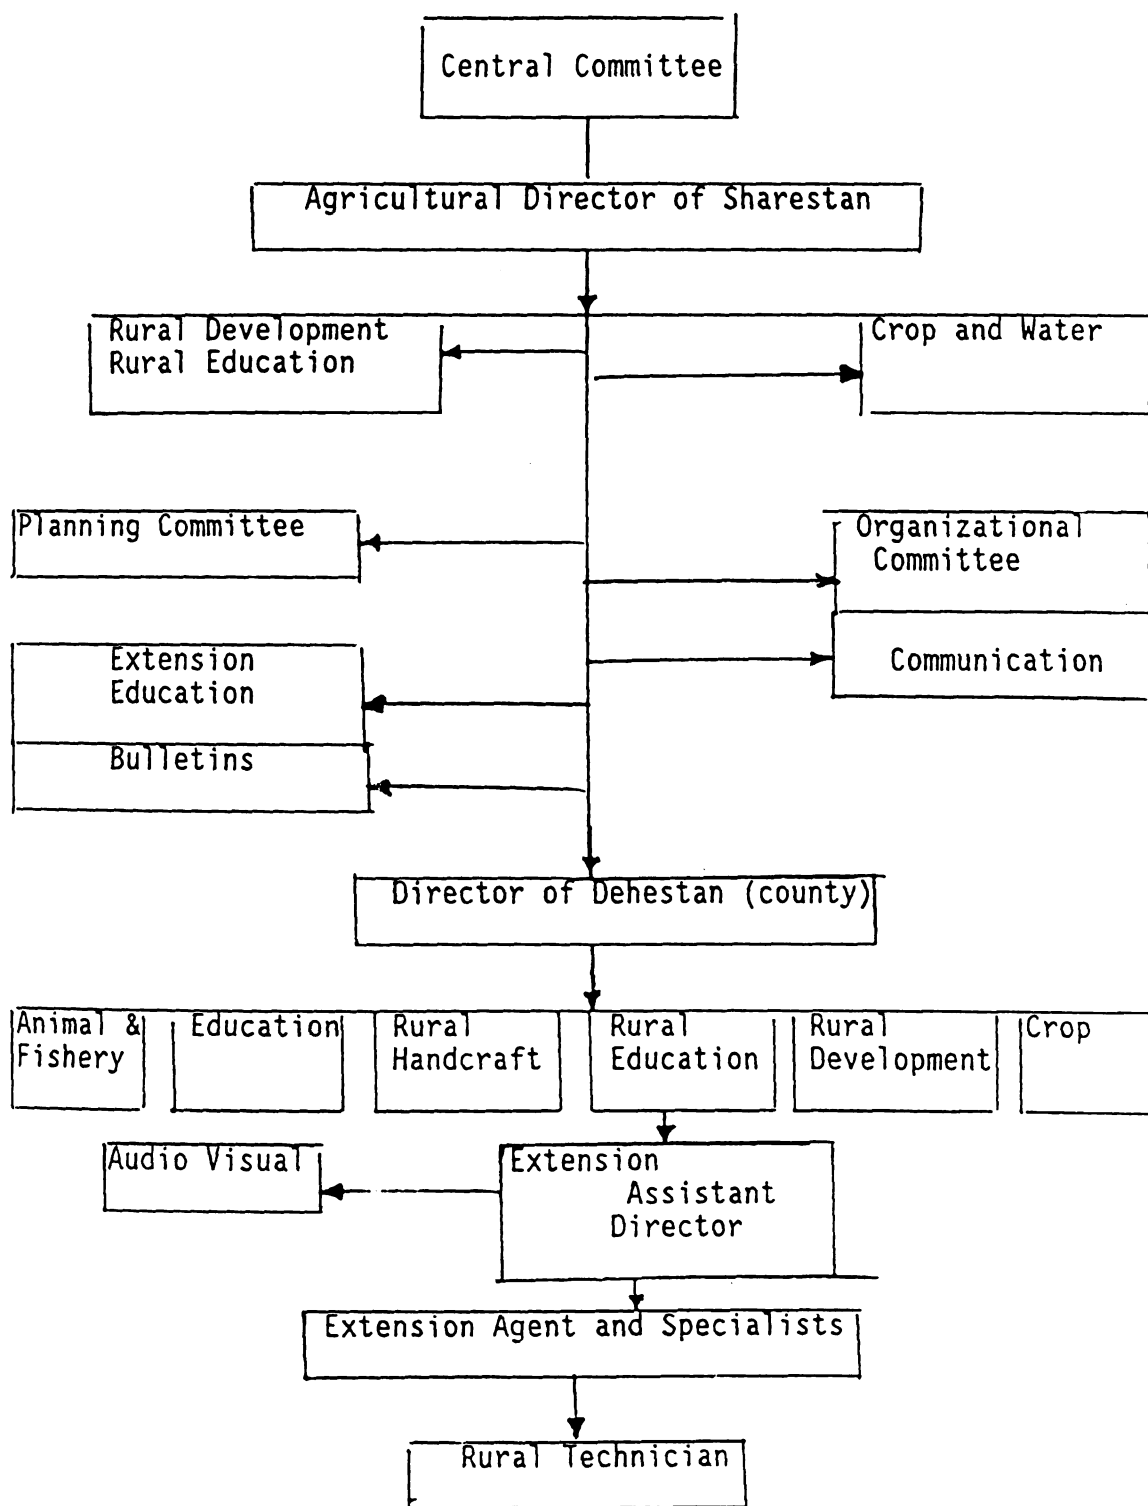 Central Committee
Agricultural Director of Sharestan
Rural Development
Rural Education
Crop and Water
Planning Committee
Organizational
Committee
Extension
Education
Communication
Bulletins
Director of Dehestan (county)
Animal &
Fishery
Education
Rural
Handcraft
Rural
Education
Rural
Development
Crop
Audio Visual
Extension
Assistant
Director
Extension Agent and Specialists
Rural Technician